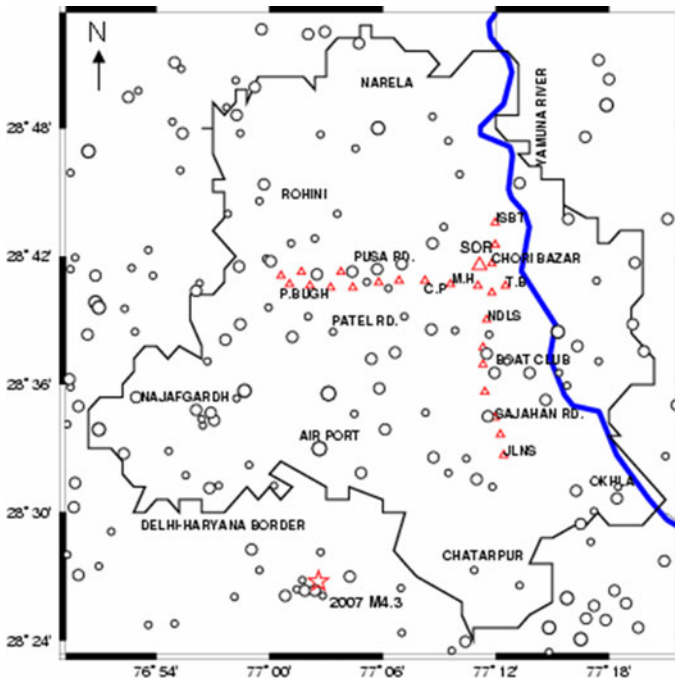 N
NARELA
YAMUNA RIVER
28° 48'
ROHINI
ISBT
SOR
28° 42'
PUSA RD.
CHORI BAZAR
P.BUGH
C.P
M.H
T.B
PATEL RD.
NDLS
BOAT CLUB
28° 36'
NAJAFGARDH
SAJAHAN RD.
AIR PORT
JLNS
OKHLA
28° 30'
DELHI-HARYANA BORDER
CHATARPUR
2007 M4.3
28° 24'
76° 54' 77° 00' 77° 06' 77° 12' 77° 18'